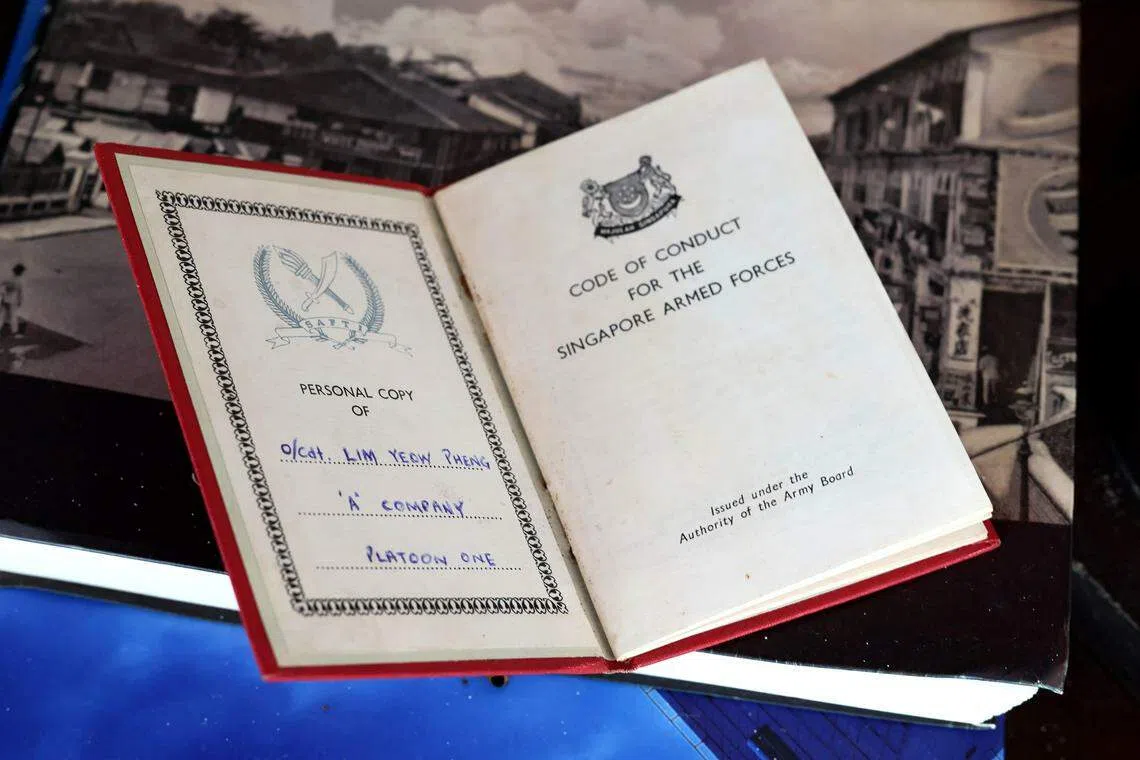 SAFTI
PERSONAL COPY
OF
O/Cdt. LIM YEOW PHENG
'A' COMPANY
PLATOON ONE
MAJULAH SINGAPURA
CODE OF CONDUCT
FOR THE
SINGAPORE ARMED FORCES
Issued under the
Authority of the Army Board